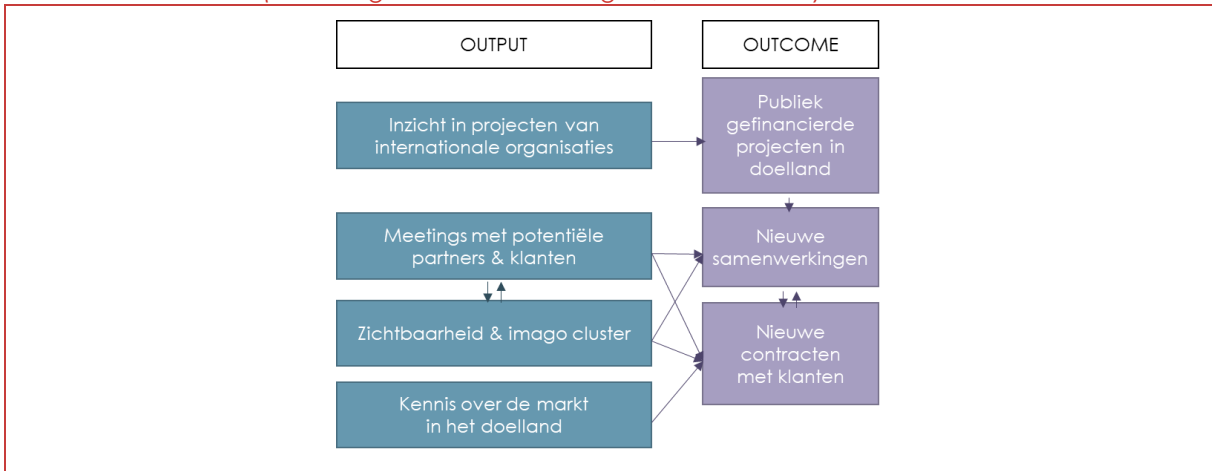 OUTPUT
OUTCOME
Inzicht in projecten van
internationale organisaties
Publiek
gefinancierde
projecten in
doelland
Meetings met potentiële
partners & klanten
Nieuwe
samenwerkingen
Zichtbaarheid & imago cluster
Nieuwe
contracten
met klanten
Kennis over de markt
in het doelland